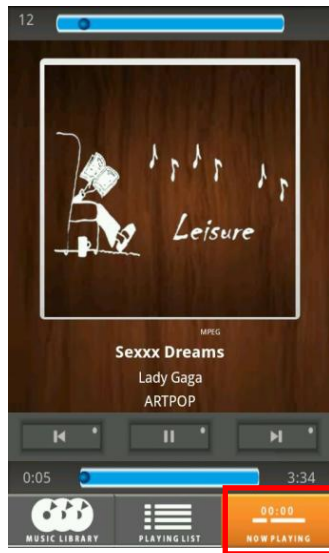 12
Leisure
MPEG
Sexxx Dreams
Lady Gaga
ARTPOP
0:05
3:34
00:00
MUSIC LIBRARY
PLAYING LIST
NOW PLAYING